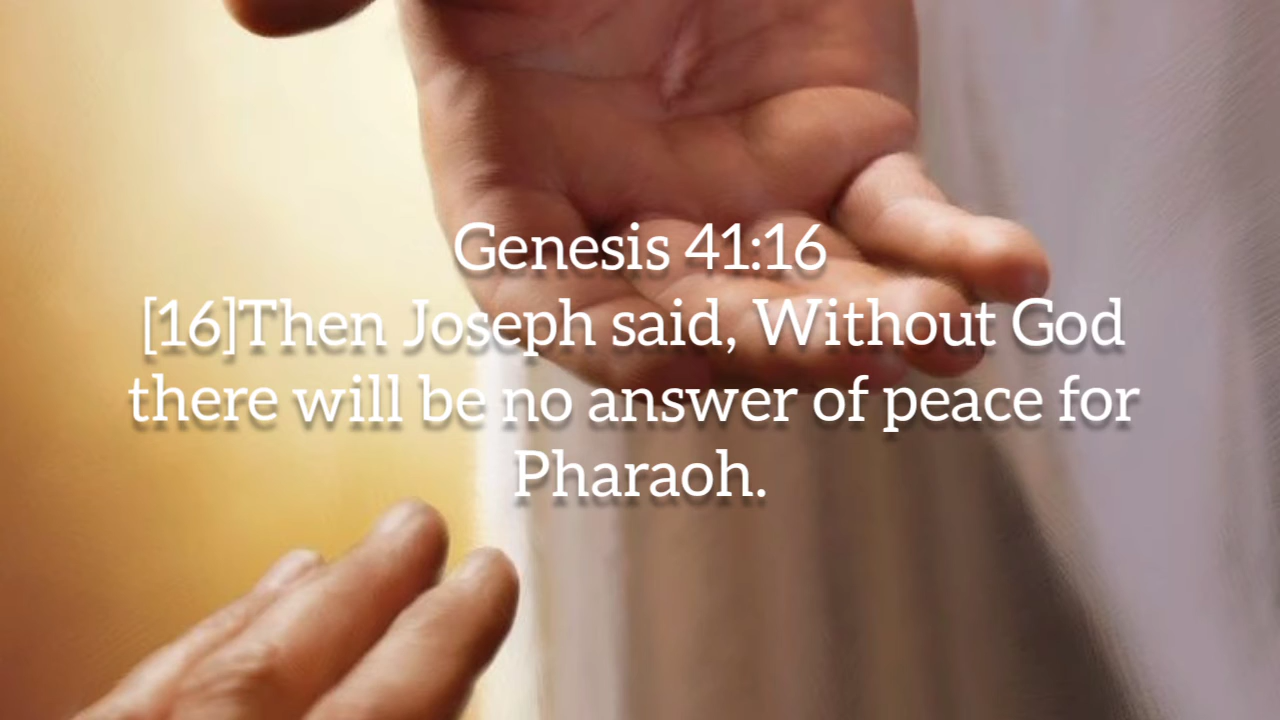 Genesis 41:16
[16]Then Joseph said, Without God
there will be no answer of peace for
Pharaoh.